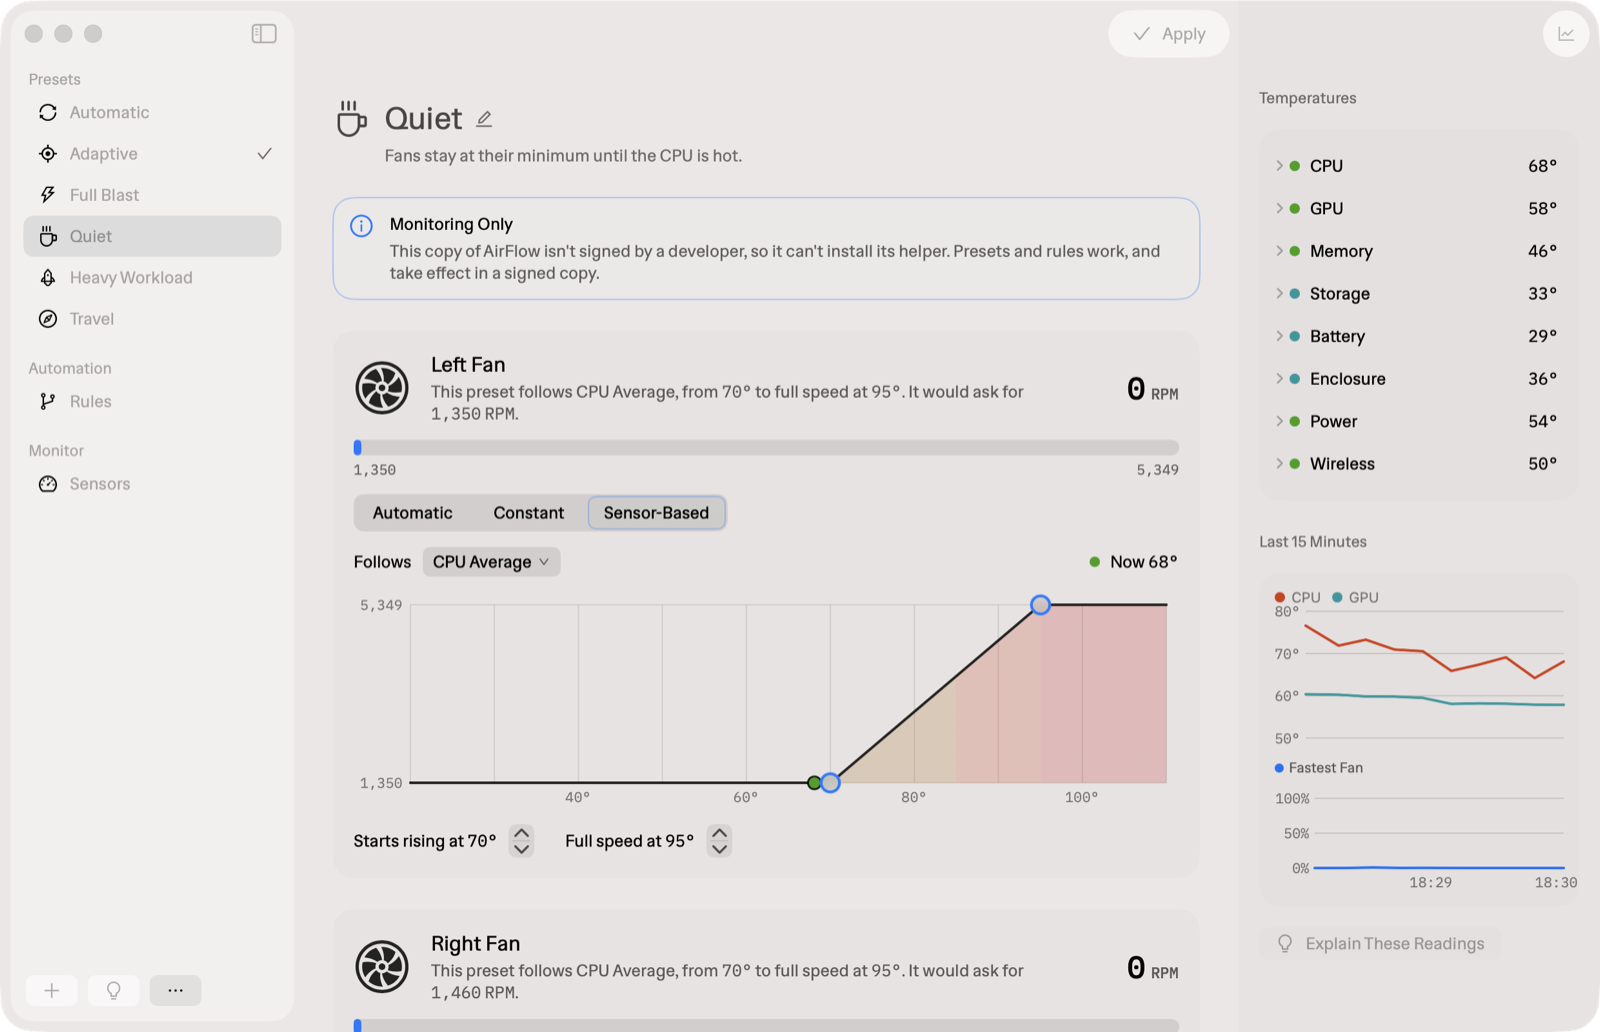 Presets
Automatic
Adaptive
Full Blast
Quiet
Heavy Workload
Travel
Automation
Rules
Monitor
Sensors
Apply
Quiet
Fans stay at their minimum until the CPU is hot.
Monitoring Only
This copy of AirFlow isn't signed by a developer, so it can't install its helper. Presets and rules work, and
take effect in a signed copy.
Left Fan
This preset follows CPU Average, from 70° to full speed at 95°. It would ask for
1,350 RPM.
0 RPM
1,350
5,349
Automatic
Constant
Sensor-Based
Follows
CPU Average
Now 68°
5,349
1,350
40°
60°
80°
100°
Starts rising at 70°
Full speed at 95°
Right Fan
This preset follows CPU Average, from 70° to full speed at 95°. It would ask for
1,460 RPM.
0 RPM
Temperatures
CPU 68°
GPU 58°
Memory 46°
Storage 33°
Battery 29°
Enclosure 36°
Power 54°
Wireless 50°
Last 15 Minutes
CPU GPU
80°
70°
60°
50°
Fastest Fan
100%
50%
0%
18:29 18:30
Explain These Readings